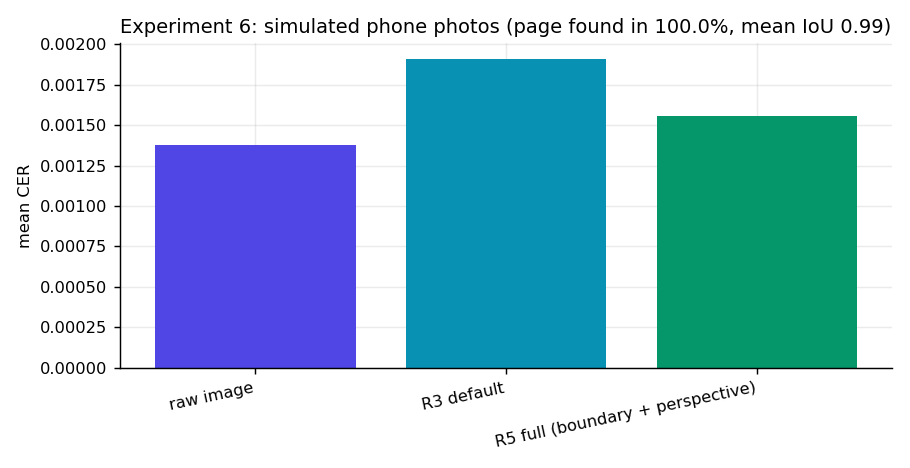 Experiment 6: simulated phone photos (page found in 100.0%, mean IoU 0.99)
0.00200
0.00175
0.00150
0.00125
0.00100
0.00075
0.00050
0.00025
0.00000
mean CER
raw image
R3 default
R5 full (boundary + perspective)